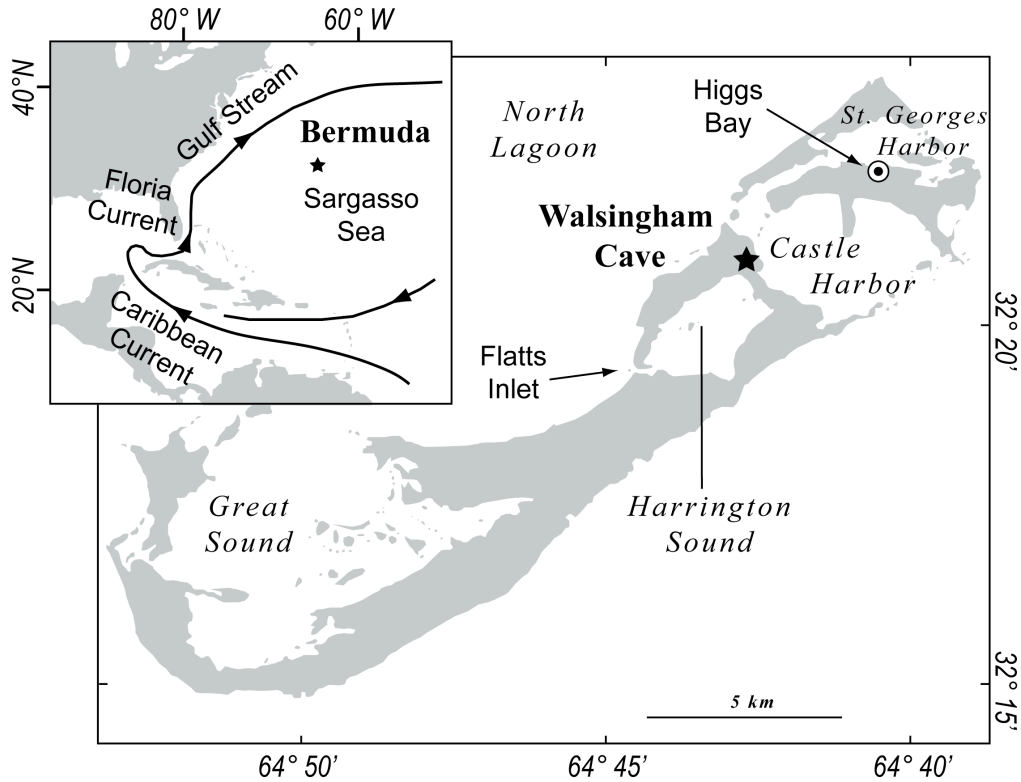 80° W
60° W
40°N
20°N
Gulf Stream
Bermuda
Sargasso
Sea
Floria
Current
Caribbean
Current
North
Lagoon
Higgs
Bay
St. Georges
Harbor
Walsingham
Cave
Castle
Harbor
Flatts
Inlet
Great
Sound
Harrington
Sound
5 km
32° 20'
32° 15'
64° 50'
64° 45'
64° 40'